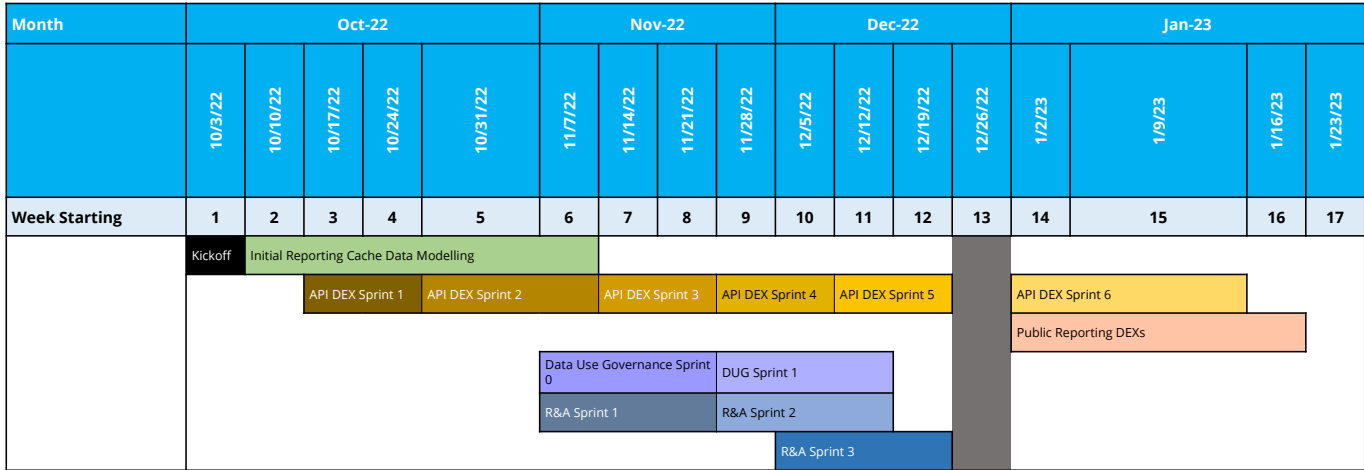 Month Oct-22 Nov-22 Dec-22 Jan-23
10/3/22 10/10/22 10/17/22 10/24/22 10/31/22 11/7/22 11/14/22 11/21/22 11/28/22 12/5/22 12/12/22 12/19/22 12/26/22 1/2/23 1/9/23 1/16/23 1/23/23
Week Starting 1 2 3 4 5 6 7 8 9 10 11 12 13 14 15 16 17
Kickoff Initial Reporting Cache Data Modelling
API DEX Sprint 1 API DEX Sprint 2 API DEX Sprint 3 API DEX Sprint 4 API DEX Sprint 5 API DEX Sprint 6
Public Reporting DEXs
Data Use Governance Sprint
0
DUG Sprint 1
R&A Sprint 1 R&A Sprint 2
R&A Sprint 3